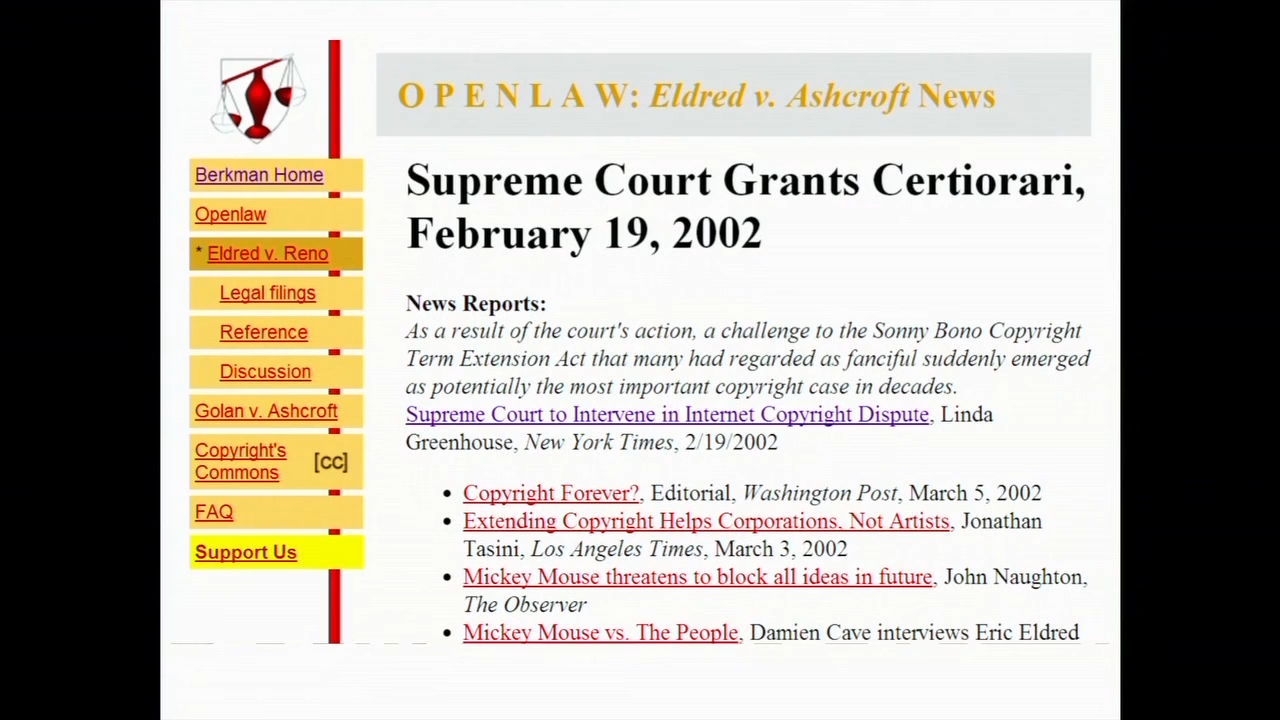 OPENLAW: Eldred v. Ashcroft News
Berkman Home
Openlaw
* Eldred v. Reno
Legal filings
Reference
Discussion
Golan v. Ashcroft
Copyright's
Commons [cc]
FAQ
Support Us
Supreme Court Grants Certiorari,
February 19, 2002
News Reports:
As a result of the court's action, a challenge to the Sonny Bono Copyright
Term Extension Act that many had regarded as fanciful suddenly emerged
as potentially the most important copyright case in decades.
Supreme Court to Intervene in Internet Copyright Dispute, Linda
Greenhouse, New York Times, 2/19/2002
• Copyright Forever?, Editorial, Washington Post, March 5, 2002
• Extending Copyright Helps Corporations, Not Artists, Jonathan
Tasini, Los Angeles Times, March 3, 2002
• Mickey Mouse threatens to block all ideas in future, John Naughton,
The Observer
• Mickey Mouse vs. The People, Damien Cave interviews Eric Eldred